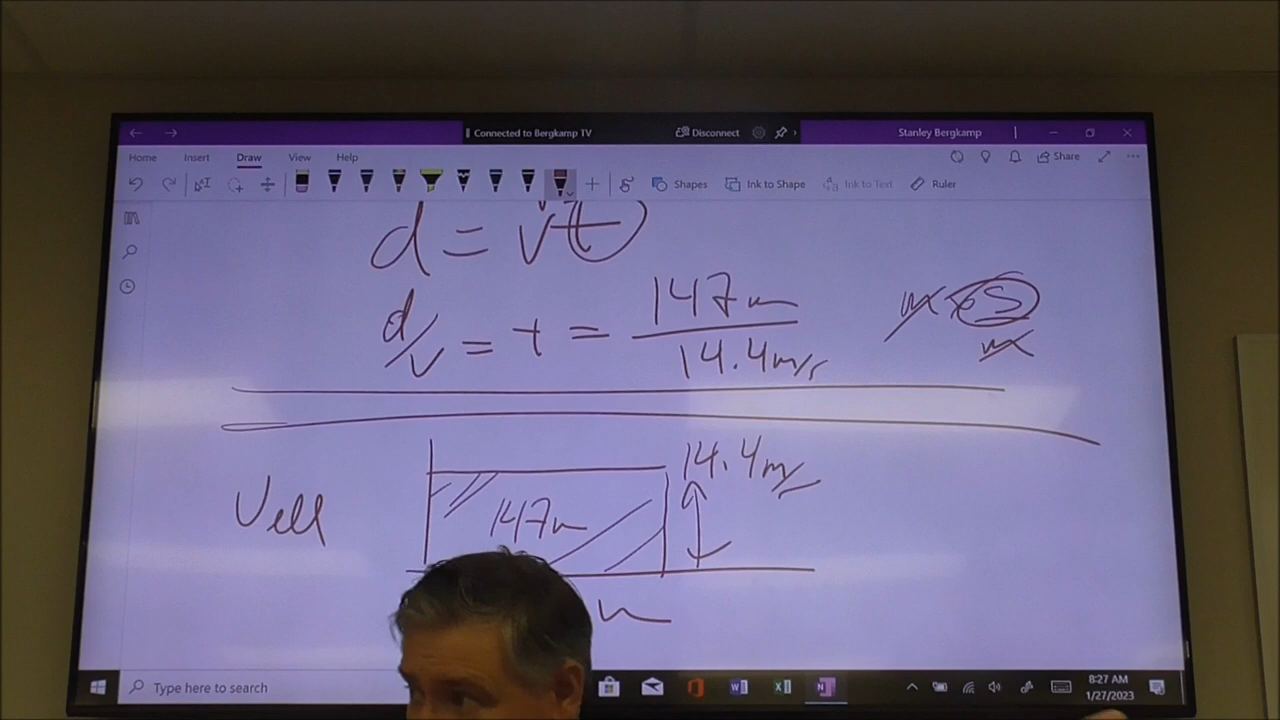 Connected to Bergkamp TV
Disconnect
Stanley Bergkamp
Home Insert Draw View Help
Share
Shapes Ink to Shape Ink to Text Ruler
d = vt
d/v = t = 147m / 14.4m/s
m · s
m
14.4m/s
147m
Type here to search
8:27 AM
1/27/2023